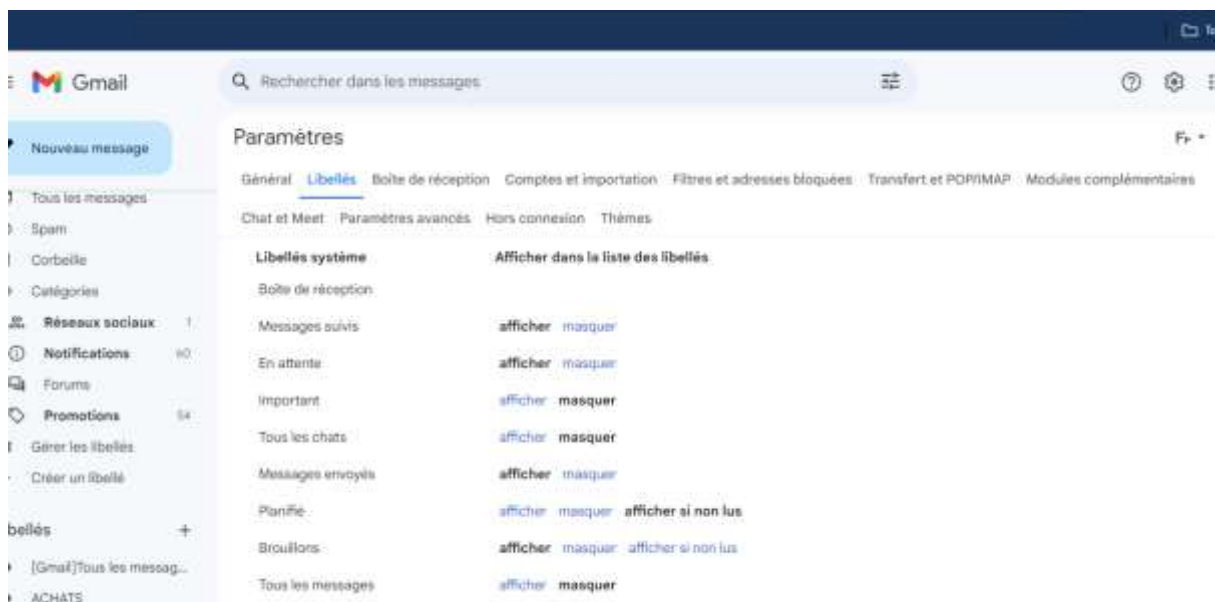 Gmail
Rechercher dans les messages
Nouveau message
Paramètres
Général Libellés Boîte de réception Comptes et importation Filtres et adresses bloquées Transfert et POP/IMAP Modules complémentaires
Chat et Meet Paramètres avancés Hors connexion Thèmes
Tous les messages
Spam
Corbeille
Catégories
Réseaux sociaux 1
Notifications
Forums
Promotions
Gérer les libellés
Créer un libellé
bellés +
[Gmail]Tous les messag...
ACHATS
Libellés système Afficher dans la liste des libellés
Boîte de réception
Messages suivis afficher masquer
En attente afficher masquer
Important afficher masquer
Tous les chats afficher masquer
Messages envoyés afficher masquer
Planifié afficher masquer afficher si non lus
Brouillons afficher masquer afficher si non lus
Tous les messages afficher masquer